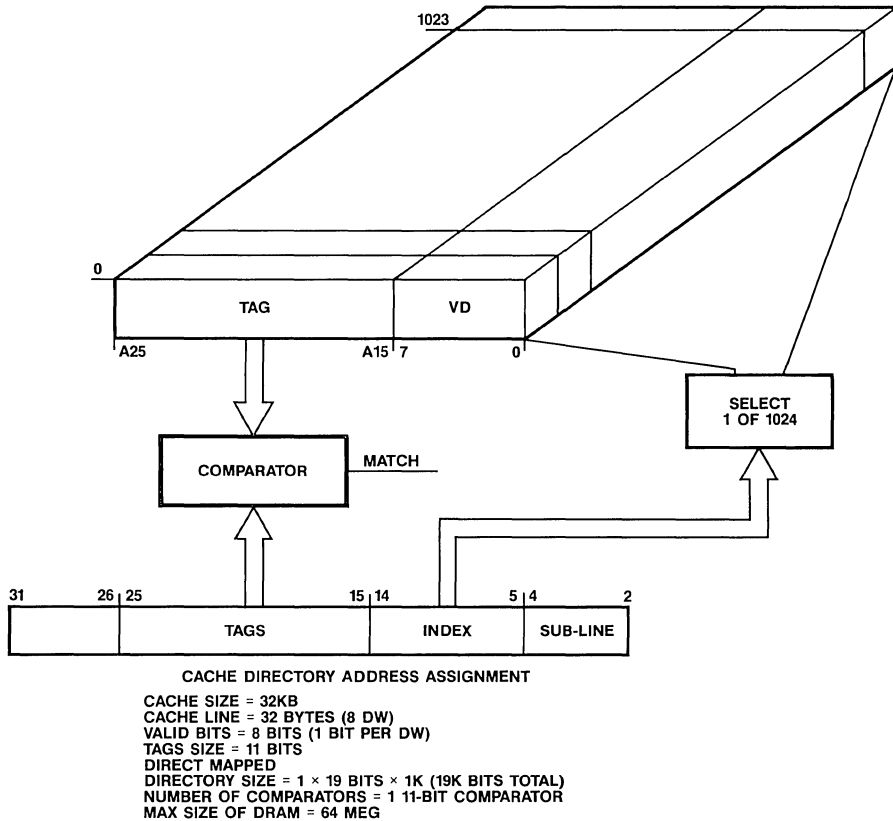 1023
0
TAG
VD
A25
A15
7
0
SELECT
1 OF 1024
COMPARATOR
MATCH
31
26
25
15
14
5
4
2
TAGS
INDEX
SUB-LINE
CACHE DIRECTORY ADDRESS ASSIGNMENT
CACHE SIZE = 32KB
CACHE LINE = 32 BYTES (8 DW)
VALID BITS = 8 BITS (1 BIT PER DW)
TAGS SIZE = 11 BITS
DIRECT MAPPED
DIRECTORY SIZE = 1 × 19 BITS × 1K (19K BITS TOTAL)
NUMBER OF COMPARATORS = 1 11-BIT COMPARATOR
MAX SIZE OF DRAM = 64 MEG